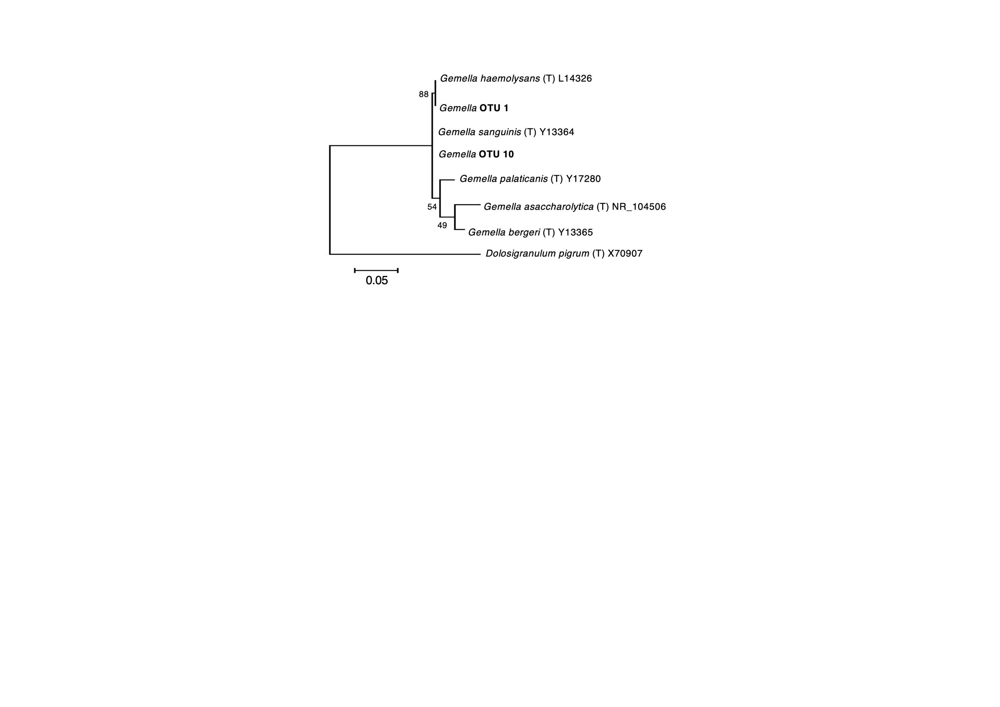 Gemella haemolysans (T) L14326
88
Gemella OTU 1
Gemella sanguinis (T) Y13364
Gemella OTU 10
Gemella palaticanis (T) Y17280
54
Gemella asaccharolytica (T) NR_104506
49
Gemella bergeri (T) Y13365
Dolosigranulum pigrum (T) X70907
0.05